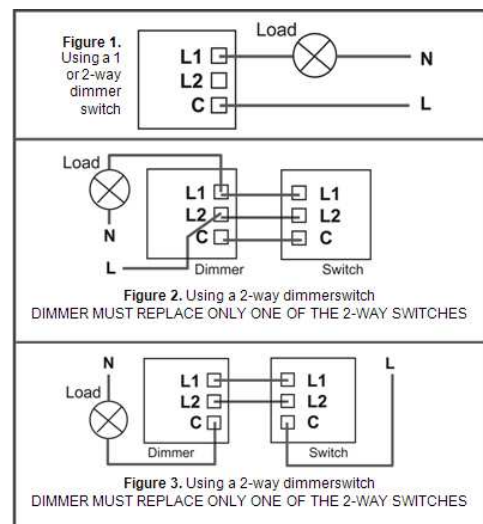 Figure 1.
Using a 1
or 2-way
dimmer
switch
Load
L1
N
L2
C
L
Load
L1
L1
L2
L2
N
C
C
L
Dimmer
Switch
Figure 2. Using a 2-way dimmerswitch
DIMMER MUST REPLACE ONLY ONE OF THE 2-WAY SWITCHES
N
L
L1
L1
Load
L2
L2
C
C
Dimmer
Switch
Figure 3. Using a 2-way dimmerswitch
DIMMER MUST REPLACE ONLY ONE OF THE 2-WAY SWITCHES